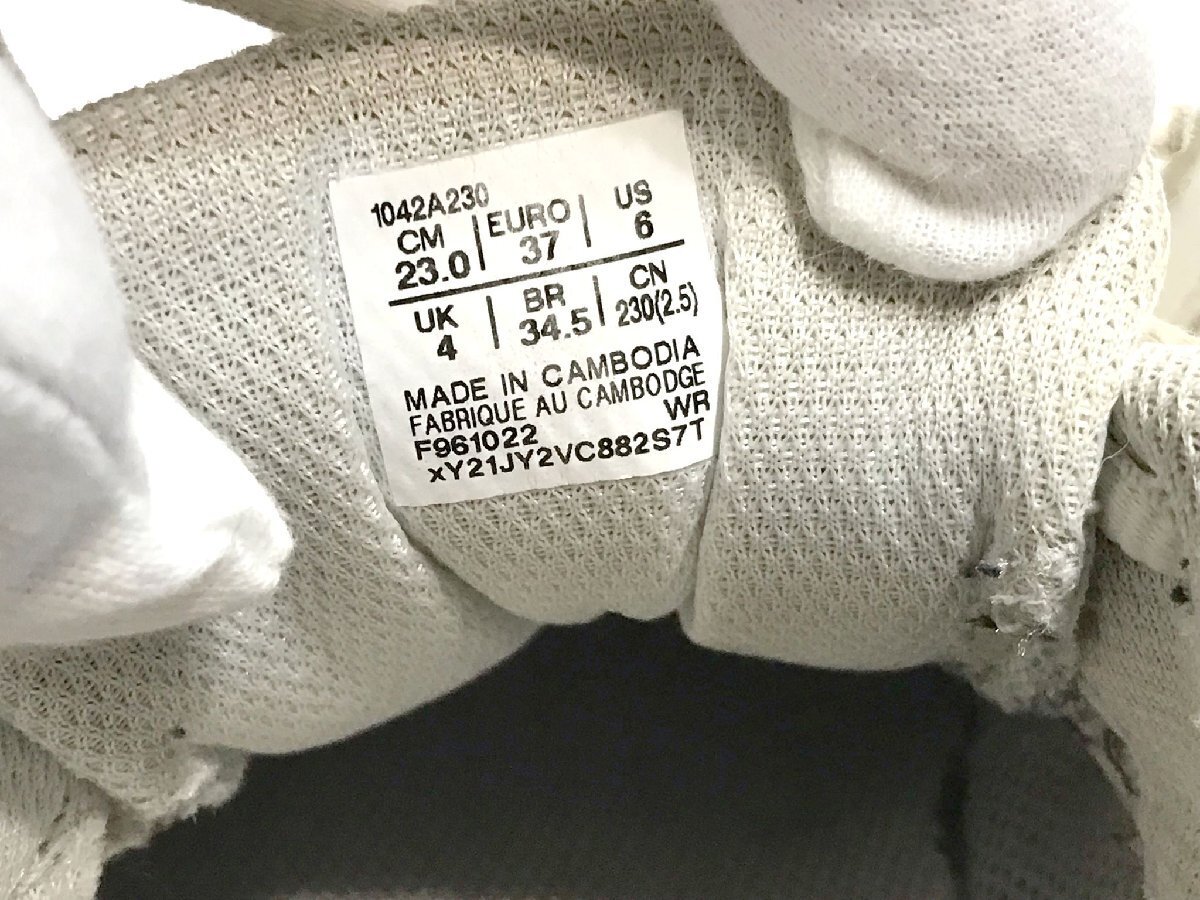 1042A230
CM | EURO | US
23.0 | 37 | 6
UK | BR | CN
4 | 34.5 | 230(2.5)
MADE IN CAMBODIA
FABRIQUE AU CAMBODGE
F961022 WR
xY21JY2VC882S7T